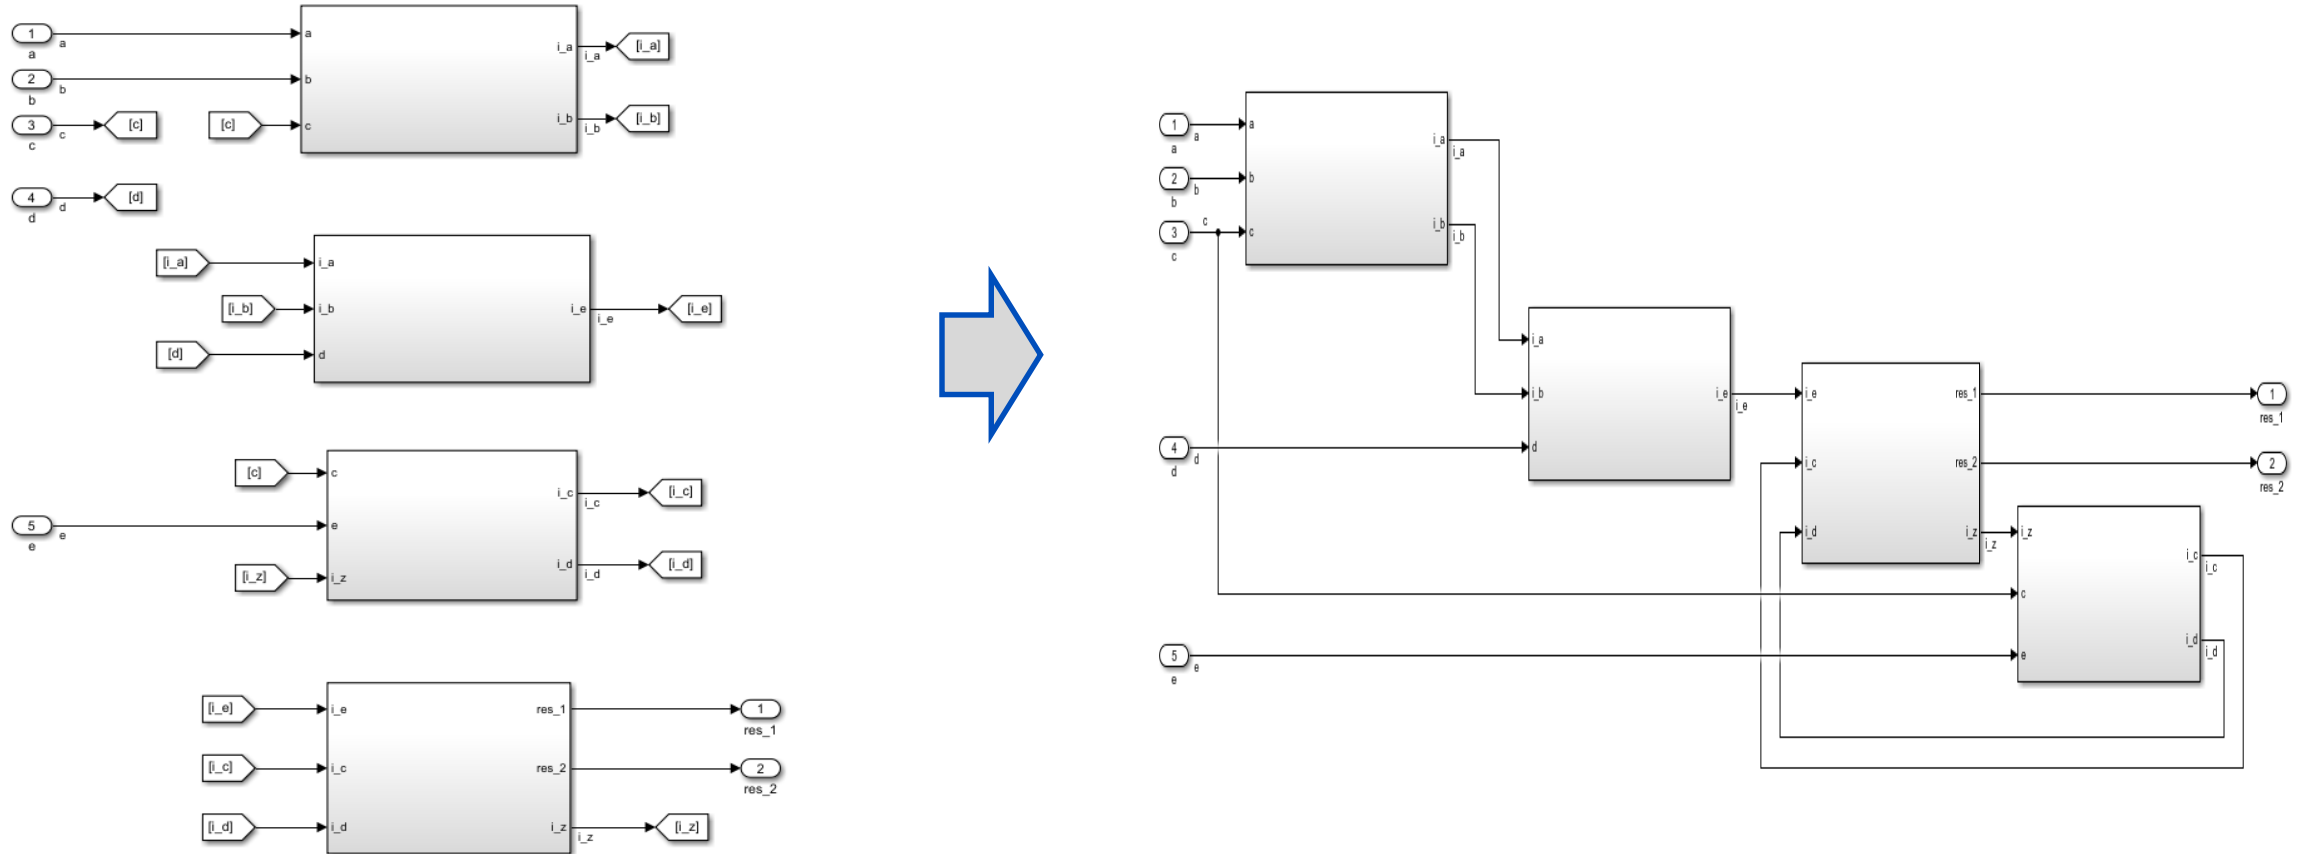 1
a
a
a
i_a
i_a
[i_a]
2
b
b
b
3
c
c
[c]
[c]
c
i_b
i_b
[i_b]
4
d
d
[d]
[i_a]
i_a
[i_b]
i_b
i_e
i_e
[i_e]
[d]
d
[c]
c
i_c
i_c
[i_c]
5
e
e
e
[i_z]
i_z
i_d
i_d
[i_d]
[i_e]
i_e
res_1
1
res_1
[i_c]
i_c
res_2
2
res_2
[i_d]
i_d
i_z
i_z
[i_z]
1
a
a
a
i_a
i_a
2
b
b
b
3
c
c
c
i_b
i_b
i_a
i_b
i_e
i_e
4
d
d
d
i_e
res_1
1
res_1
i_c
res_2
2
res_2
i_d
i_z
i_z
i_z
i_c
i_c
c
i_d
i_d
5
e
e
e